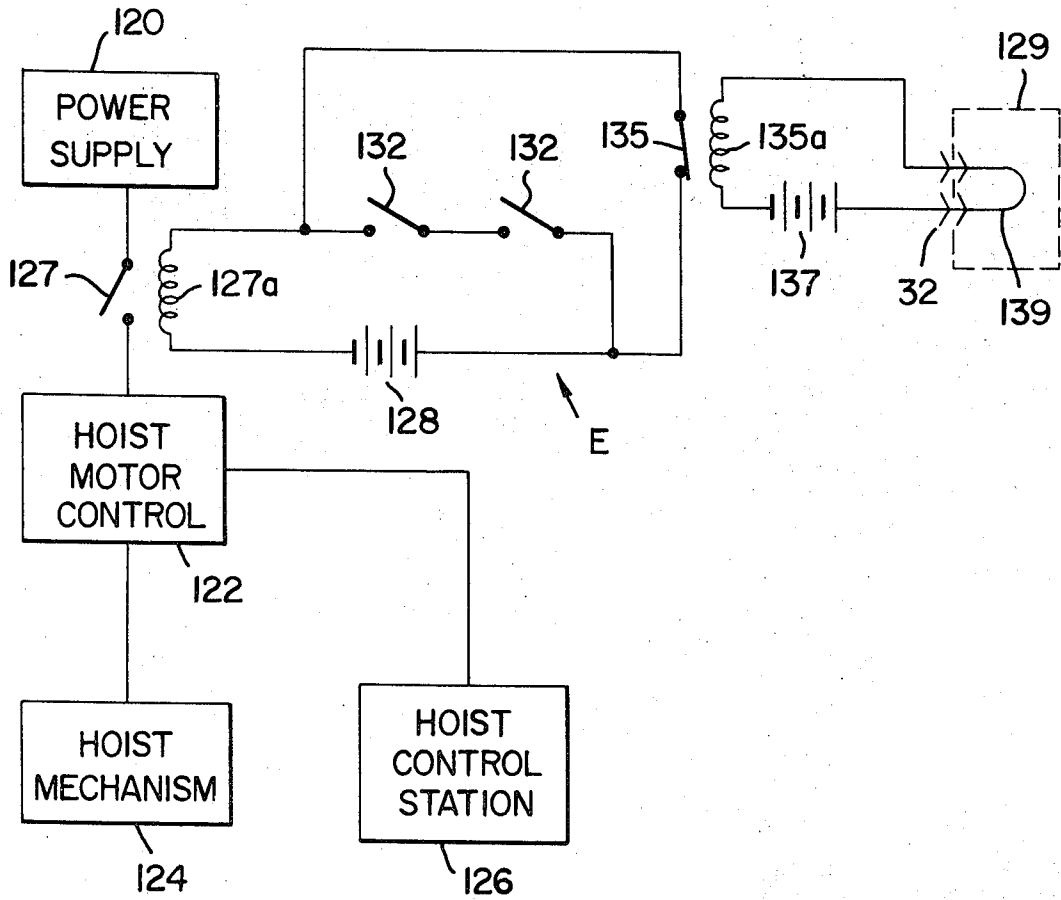 120
POWER
SUPPLY
129
132
132
135
135a
127
127a
137
32
139
128
E
HOIST
MOTOR
CONTROL
122
HOIST
MECHANISM
124
HOIST
CONTROL
STATION
126